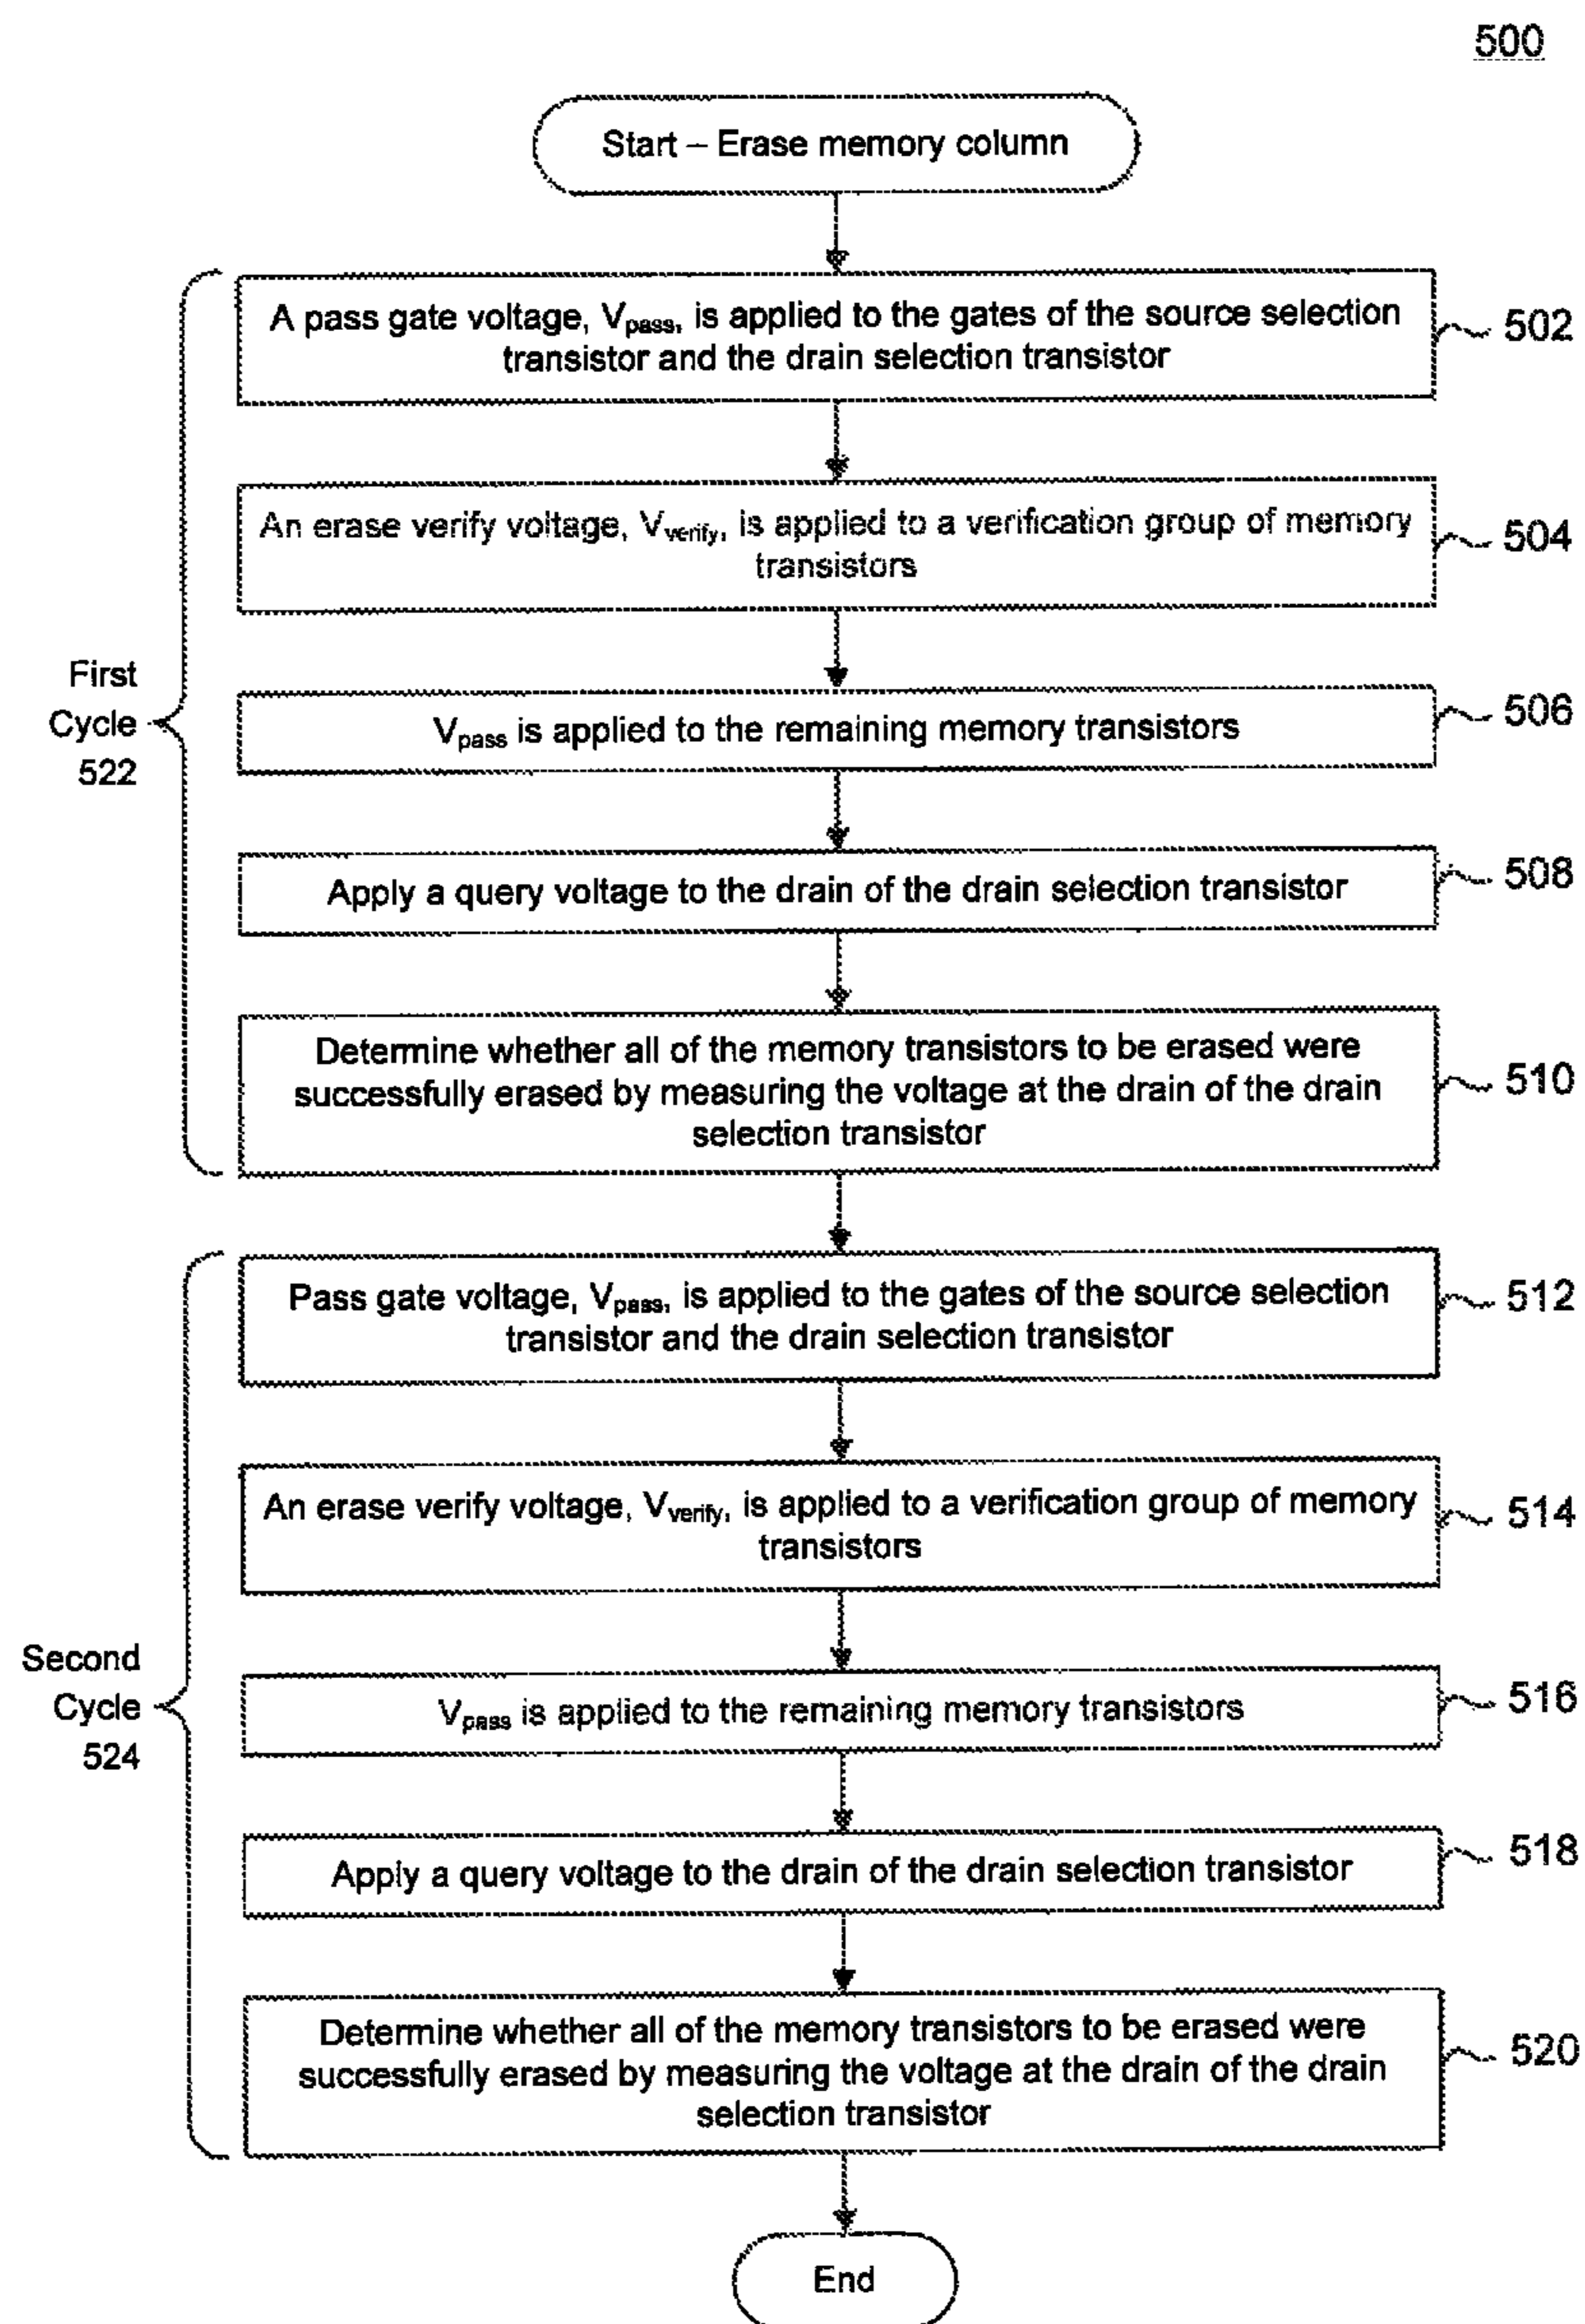 500
Start – Erase memory column
A pass gate voltage, Vpass, is applied to the gates of the source selection
transistor and the drain selection transistor
502
An erase verify voltage, Vverify, is applied to a verification group of memory
transistors
504
First
Cycle
522
Vpass is applied to the remaining memory transistors
506
Apply a query voltage to the drain of the drain selection transistor
508
Determine whether all of the memory transistors to be erased were
successfully erased by measuring the voltage at the drain of the drain
selection transistor
510
Pass gate voltage, Vpass, is applied to the gates of the source selection
transistor and the drain selection transistor
512
An erase verify voltage, Vverify, is applied to a verification group of memory
transistors
514
Second
Cycle
524
Vpass is applied to the remaining memory transistors
516
Apply a query voltage to the drain of the drain selection transistor
518
Determine whether all of the memory transistors to be erased were
successfully erased by measuring the voltage at the drain of the drain
selection transistor
520
End